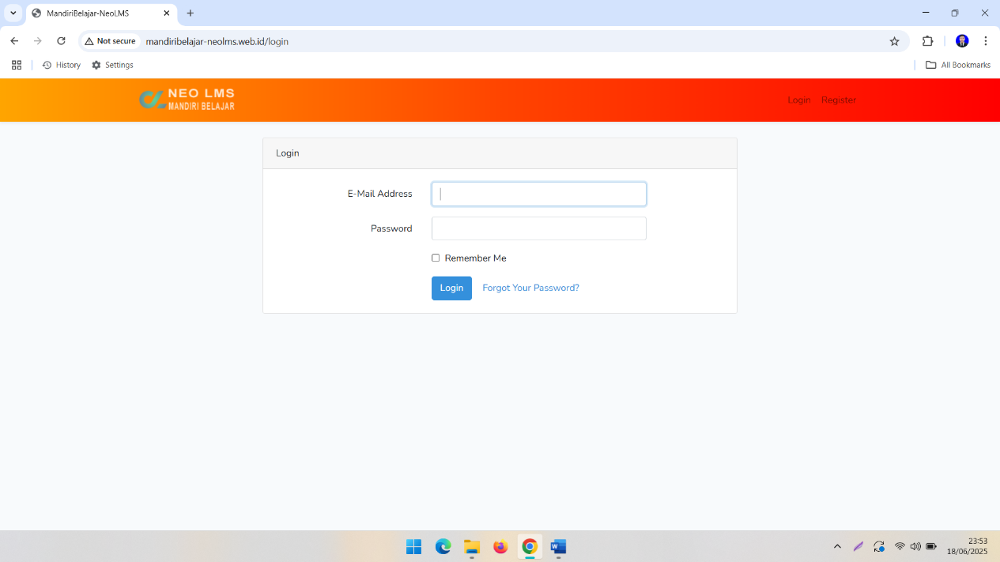 MandiriBelajar-NeoLMS
Not secure
mandiribelajar-neolms.web.id/login
History
Settings
All Bookmarks
NEO LMS
MANDIRI BELAJAR
Login
Register
Login
E-Mail Address
Password
Remember Me
Login
Forgot Your Password?
W
23:53
18/06/2025